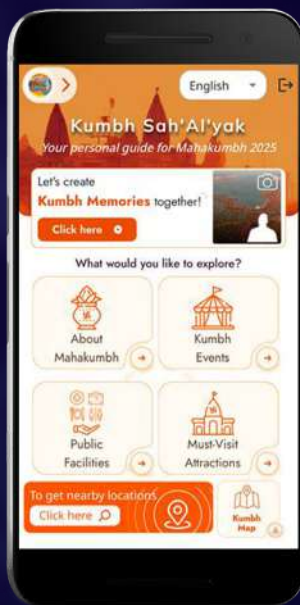 English
Kumbh Sah'AI'yak
Your personal guide for Mahakumbh 2025
Let's create
Kumbh Memories together!
Click here
What would you like to explore?
About
Mahakumbh
Kumbh
Events
Public
Facilities
Must-Visit
Attractions
To get nearby locations
Click here
Kumbh
Map